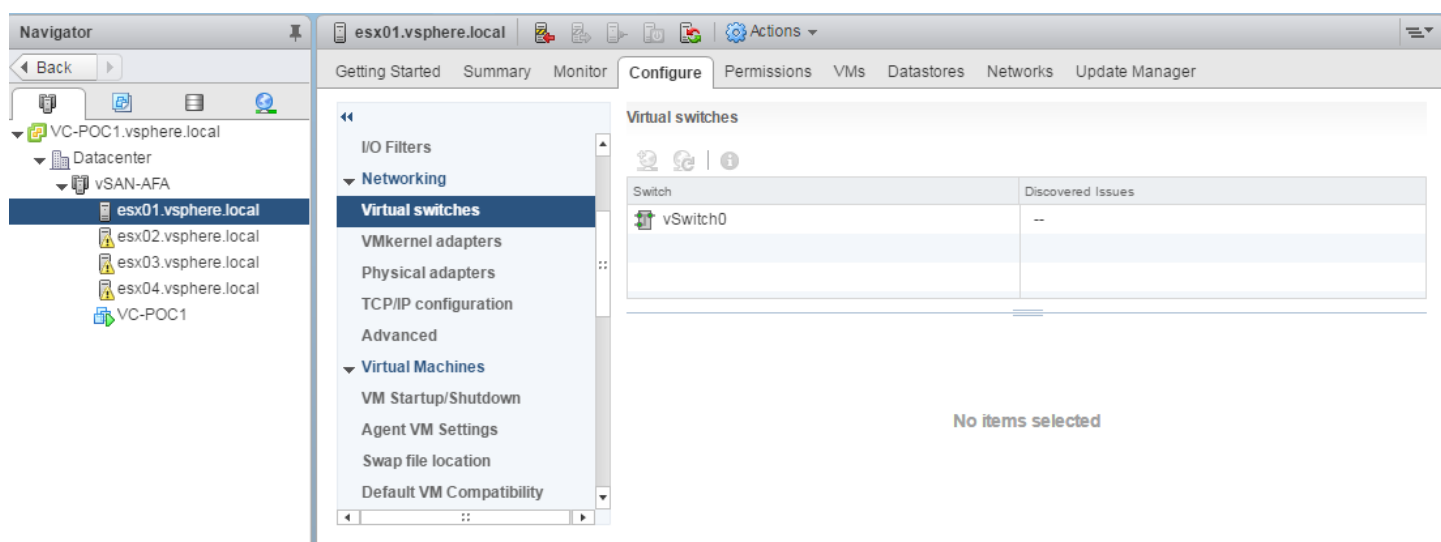 Navigator
Back
VC-POC1.vsphere.local
Datacenter
vSAN-AFA
esx01.vsphere.local
esx02.vsphere.local
esx03.vsphere.local
esx04.vsphere.local
VC-POC1
esx01.vsphere.local Actions
Getting Started Summary Monitor Configure Permissions VMs Datastores Networks Update Manager
I/O Filters
Networking
Virtual switches
VMkernel adapters
Physical adapters
TCP/IP configuration
Advanced
Virtual Machines
VM Startup/Shutdown
Agent VM Settings
Swap file location
Default VM Compatibility
Virtual switches
Switch Discovered Issues
vSwitch0 --
No items selected